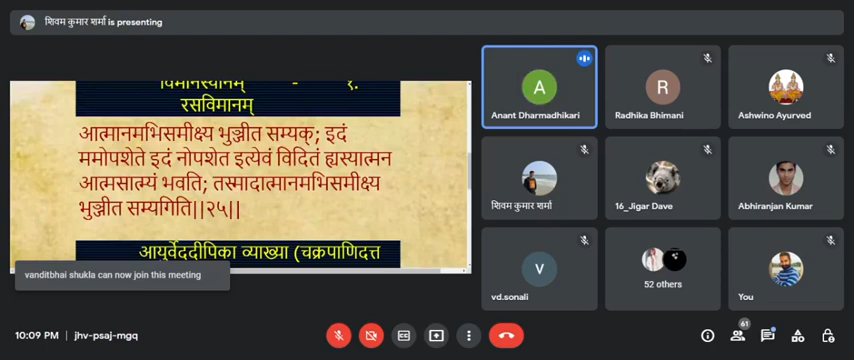 शिवम कुमार शर्मा is presenting
विमानस्थानम् - १.
रसविमानम्
आत्मानमभिसमीक्ष्य भुञ्जीत सम्यक्; इदं
ममोपशेते इदं नोपशेत इत्येवं विदितं ह्यस्यात्मन
आत्मसात्म्यं भवति; तस्मादात्मानमभिसमीक्ष्य
भुञ्जीत सम्यगिति||२५||
आयुर्वेददीपिका व्याख्या (चक्रपाणिदत्त
vanditbhai shukla can now join this meeting
A
Anant Dharmadhikari
R
Radhika Bhimani
Ashwino Ayurved
शिवम कुमार शर्मा
16_Jigar Dave
Abhiranjan Kumar
V
vd.sonali
52 others
You
10:09 PM | jhv-psaj-mgq
61